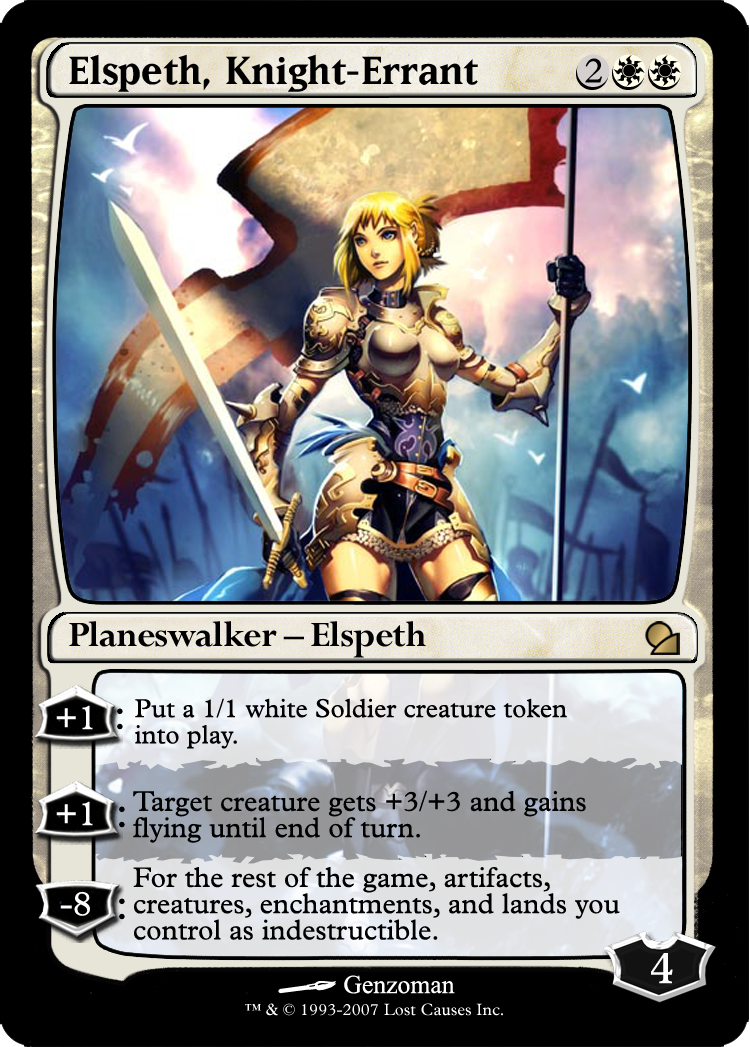 Elspeth, Knight-Errant 2
Planeswalker – Elspeth
+1: Put a 1/1 white Soldier creature token
into play.
+1: Target creature gets +3/+3 and gains
flying until end of turn.
-8: For the rest of the game, artifacts,
creatures, enchantments, and lands you
control as indestructible.
4
Genzoman
™ & © 1993-2007 Lost Causes Inc.